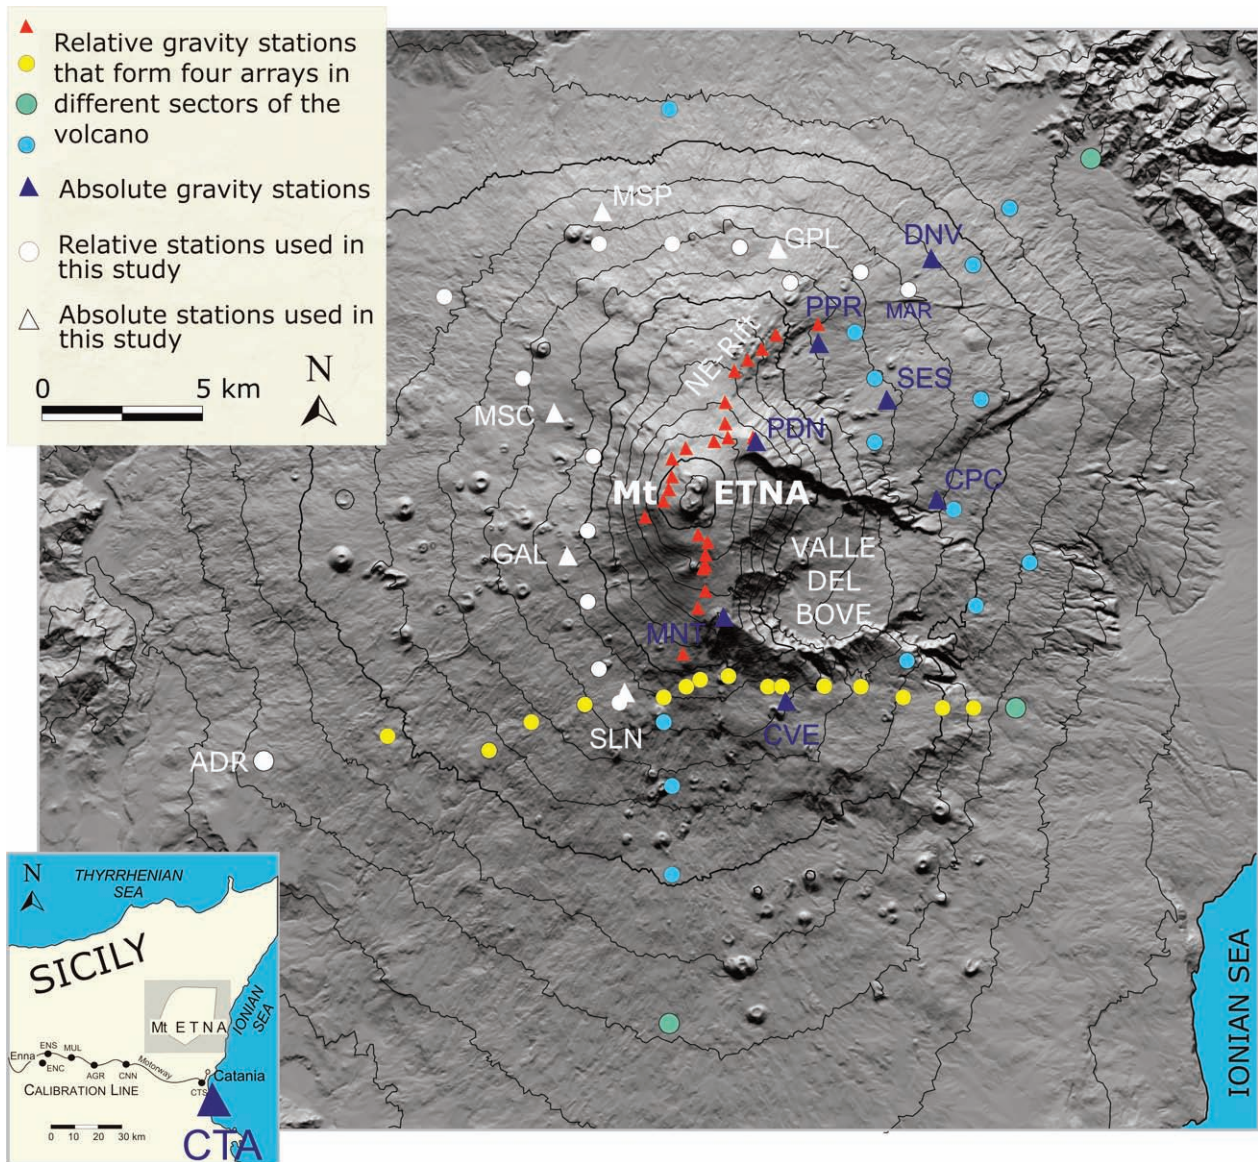 Relative gravity stations
that form four arrays in
different sectors of the
volcano
Absolute gravity stations
Relative stations used in
this study
Absolute stations used in
this study
N
0 5 km
MSP
GPL
DNV
PPR
MAR
NE-Rift
SES
MSC
PDN
Mt ETNA
CPC
GAL
VALLE
DEL
BOVE
MNT
SLN
CVE
ADR
IONIAN SEA
N
THYRRHENIAN
SEA
SICILY
IONIAN
SEA
Mt ETNA
Enna
ENS
MUL
ENC
AGR
CNN
Motorway
CTS
Catania
CALIBRATION LINE
0 10 20 30 km
CTA